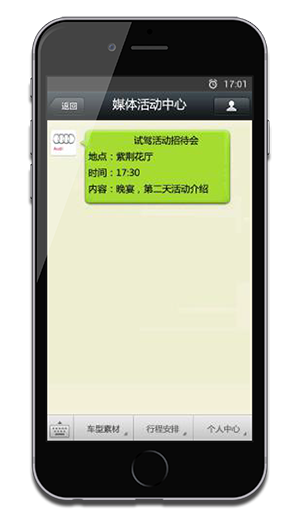 17:01
返回
媒体活动中心
Audi
试驾活动招待会
地点：紫荆花厅
时间：17:30
内容：晚宴，第二天活动介绍
车型素材
行程安排
个人中心